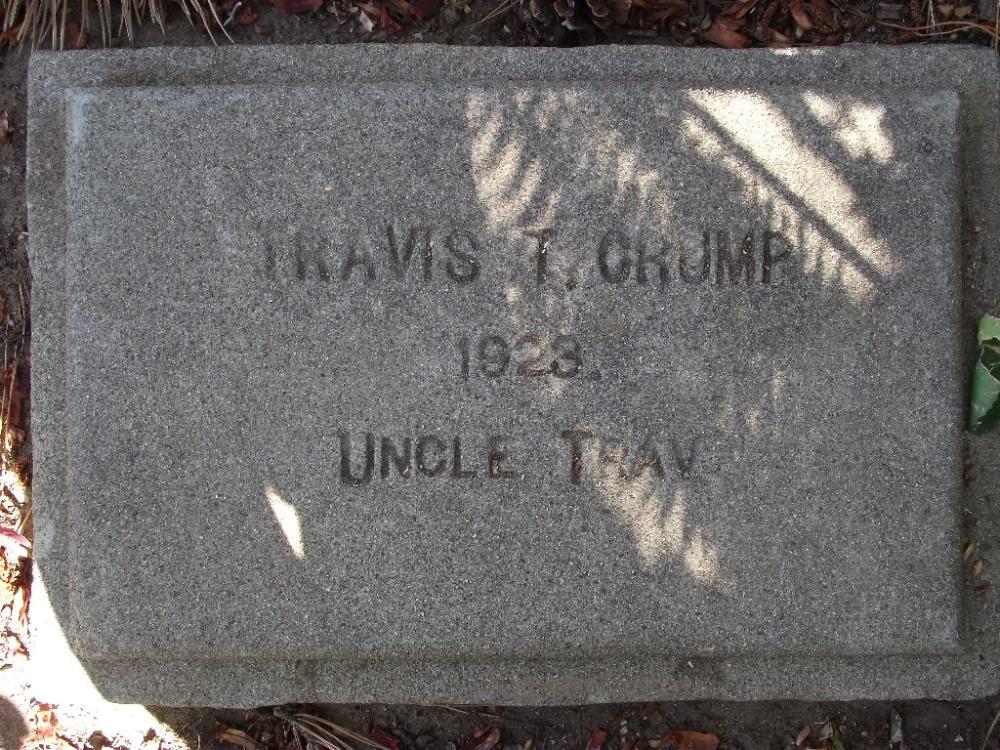 TRAVIS T. CRUMP
1923.
UNCLE TRAV